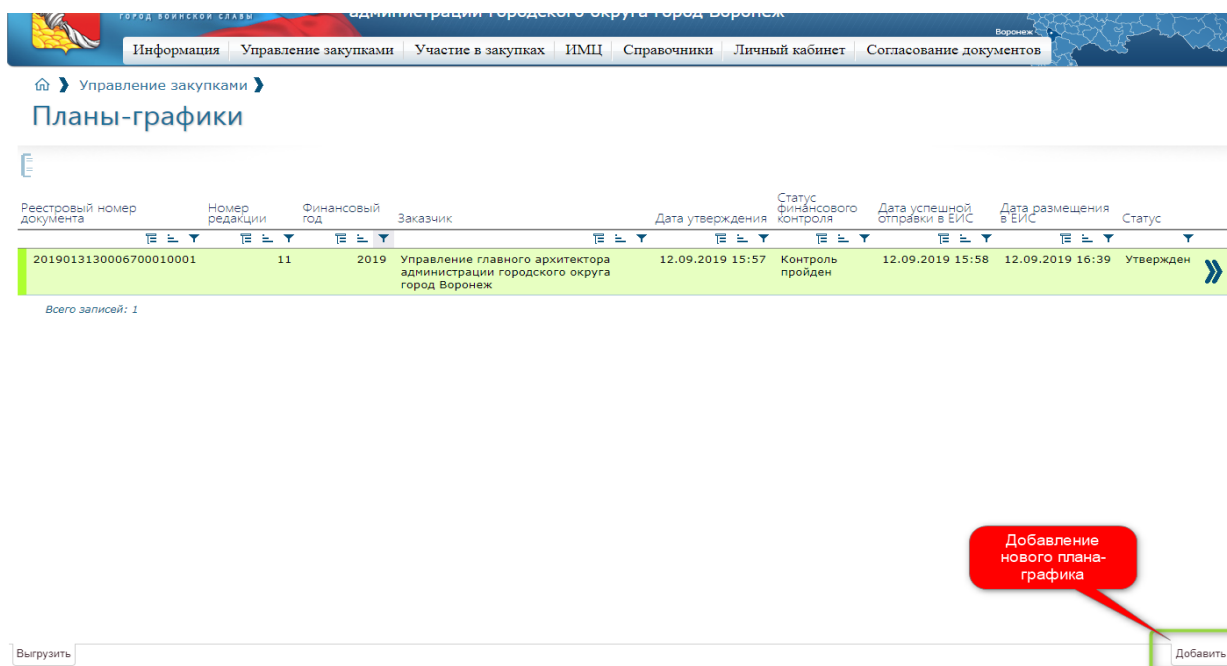 ГОРОД ВОИНСКОЙ СЛАВЫ
администрации городского округа город Воронеж
Воронеж
Информация Управление закупками Участие в закупках ИМЦ Справочники Личный кабинет Согласование документов
Управление закупками
Планы-графики
Реестровый номер документа Номер редакции Финансовый год Заказчик Дата утверждения Статус финансового контроля Дата успешной отправки в ЕИС Дата размещения в ЕИС Статус
2019013130006700010001 11 2019 Управление главного архитектора 12.09.2019 15:57 Контроль 12.09.2019 15:58 12.09.2019 16:39 Утвержден
администрации городского округа пройден
город Воронеж
Всего записей: 1
Добавление
нового плана-
графика
Выгрузить Добавить